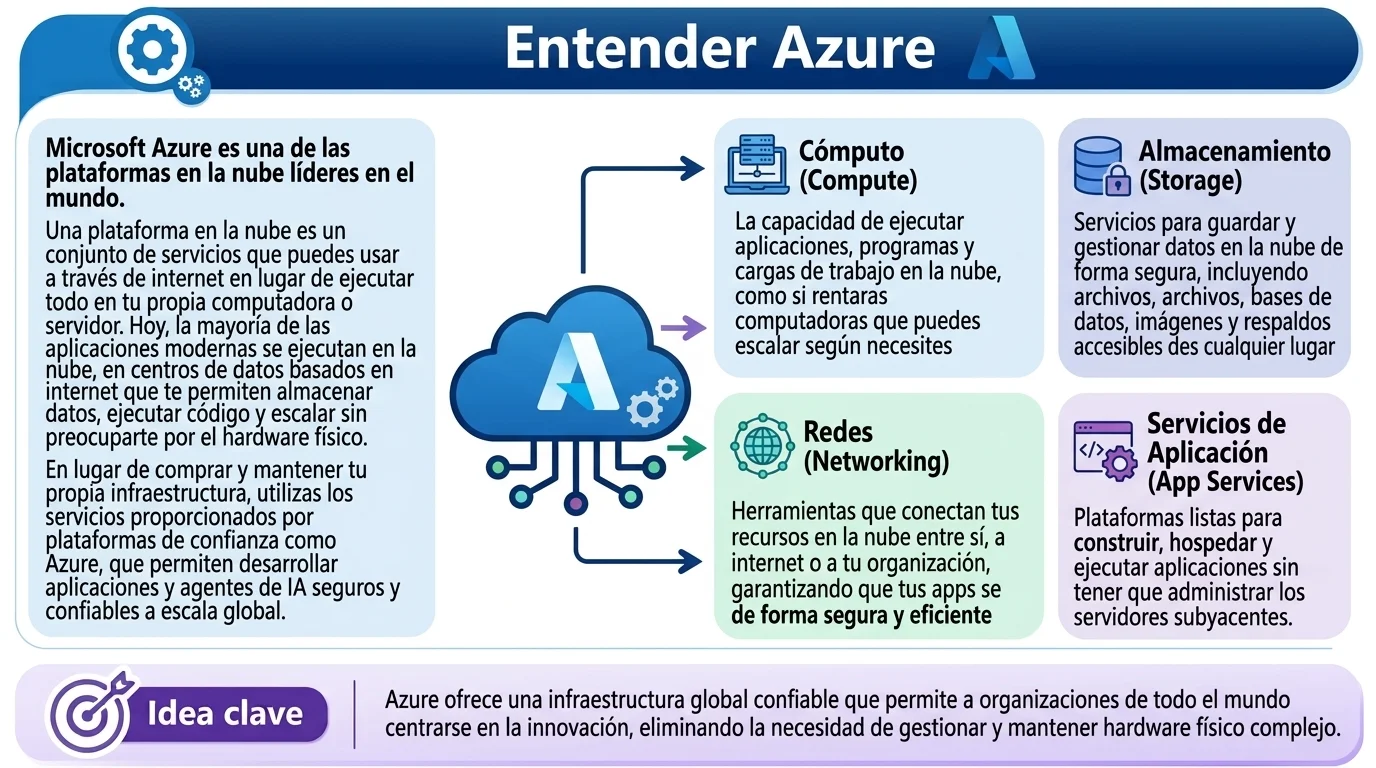 Entender Azure
Microsoft Azure es una de las
plataformas en la nube líderes en el
mundo.
Una plataforma en la nube es un
conjunto de servicios que puedes usar
a través de internet en lugar de ejecutar
todo en tu propia computadora o
servidor. Hoy, la mayoría de las
aplicaciones modernas se ejecutan en la
nube, en centros de datos basados en
internet que te permiten almacenar
datos, ejecutar código y escalar sin
preocuparte por el hardware físico.
En lugar de comprar y mantener tu
propia infraestructura, utilizas los
servicios proporcionados por
plataformas de confianza como
Azure, que permiten desarrollar
aplicaciones y agentes de IA seguros y
confiables a escala global.
Cómputo
(Compute)
La capacidad de ejecutar
aplicaciones, programas y
cargas de trabajo en la nube,
como si rentaras
computadoras que puedes
escalar según necesites
Almacenamiento
(Storage)
Servicios para guardar y
gestionar datos en la nube de
forma segura, incluyendo
archivos, archivos, bases de
datos, imágenes y respaldos
accesibles des cualquier lugar
Redes
(Networking)
Herramientas que conectan tus
recursos en la nube entre sí, a
internet o a tu organización,
garantizando que tus apps se
de forma segura y eficiente
Servicios de
Aplicación
(App Services)
Plataformas listas para
construir, hospedar y
ejecutar aplicaciones sin
tener que administrar los
servidores subyacentes.
Idea clave
Azure ofrece una infraestructura global confiable que permite a organizaciones de todo el mundo
centrarse en la innovación, eliminando la necesidad de gestionar y mantener hardware físico complejo.